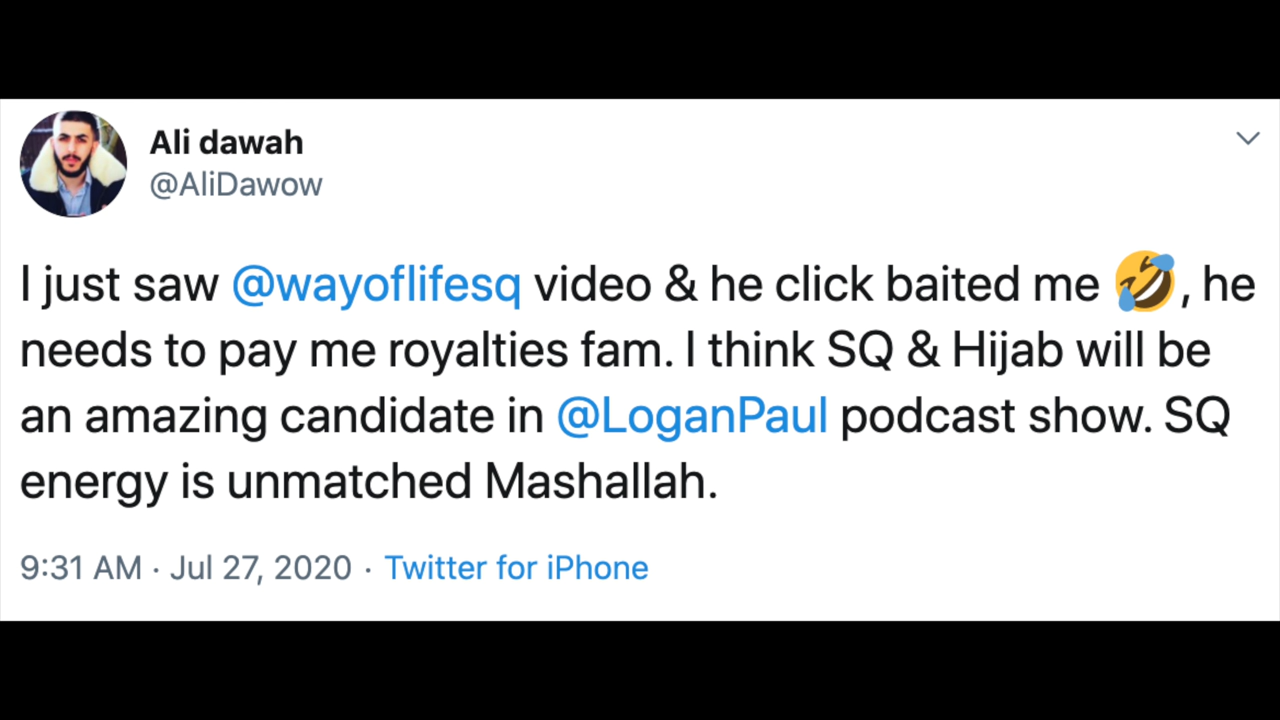 Ali dawah
@AliDawow
I just saw @wayoflifesq video & he click baited me 🤣, he
needs to pay me royalties fam. I think SQ & Hijab will be
an amazing candidate in @LoganPaul podcast show. SQ
energy is unmatched Mashallah.
9:31 AM · Jul 27, 2020 · Twitter for iPhone